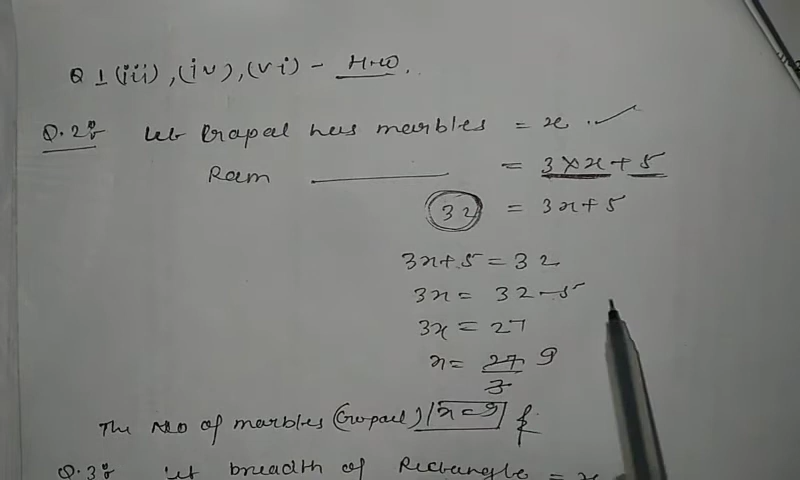 Q 1 (iii), (iv), (vi) - H.W.
Q.2: Let Gopal has marbles = x.
Ram = 3 × x + 5
32 = 3x + 5
3x + 5 = 32
3x = 32 - 5
3x = 27
x = 27/3 9
The No of marbles (Gopal) x = 9
Q.3: Let breadth of Rectangle = x